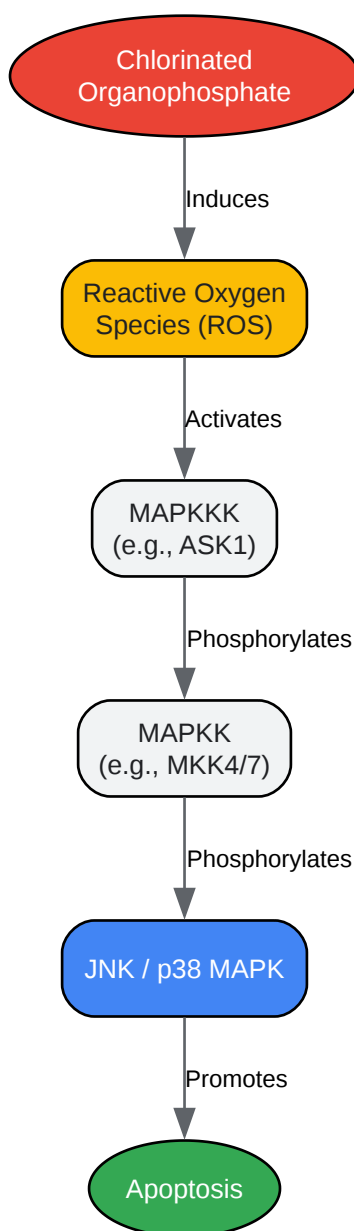 Chlorinated
Organophosphate
Induces
Reactive Oxygen
Species (ROS)
Activates
MAPKKK
(e.g., ASK1)
Phosphorylates
MAPKK
(e.g., MKK4/7)
Phosphorylates
JNK / p38 MAPK
Promotes
Apoptosis